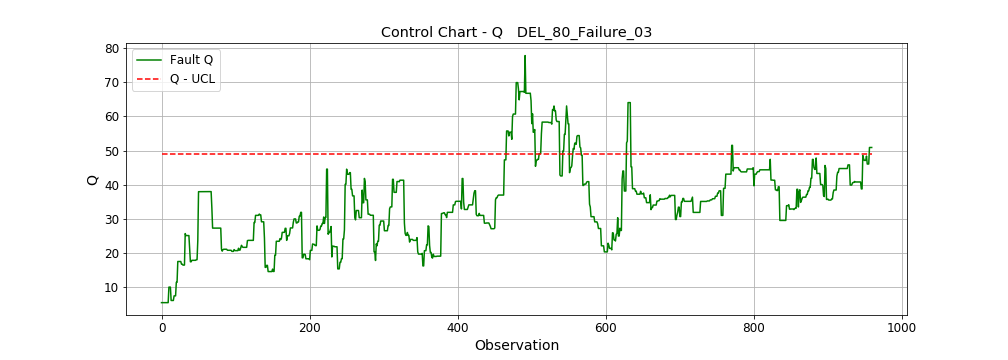 Control Chart - Q   DEL_80_Failure_03
Fault Q
Q - UCL
80
70
60
50
40
30
20
10
Q
0 200 400 600 800 1000
Observation